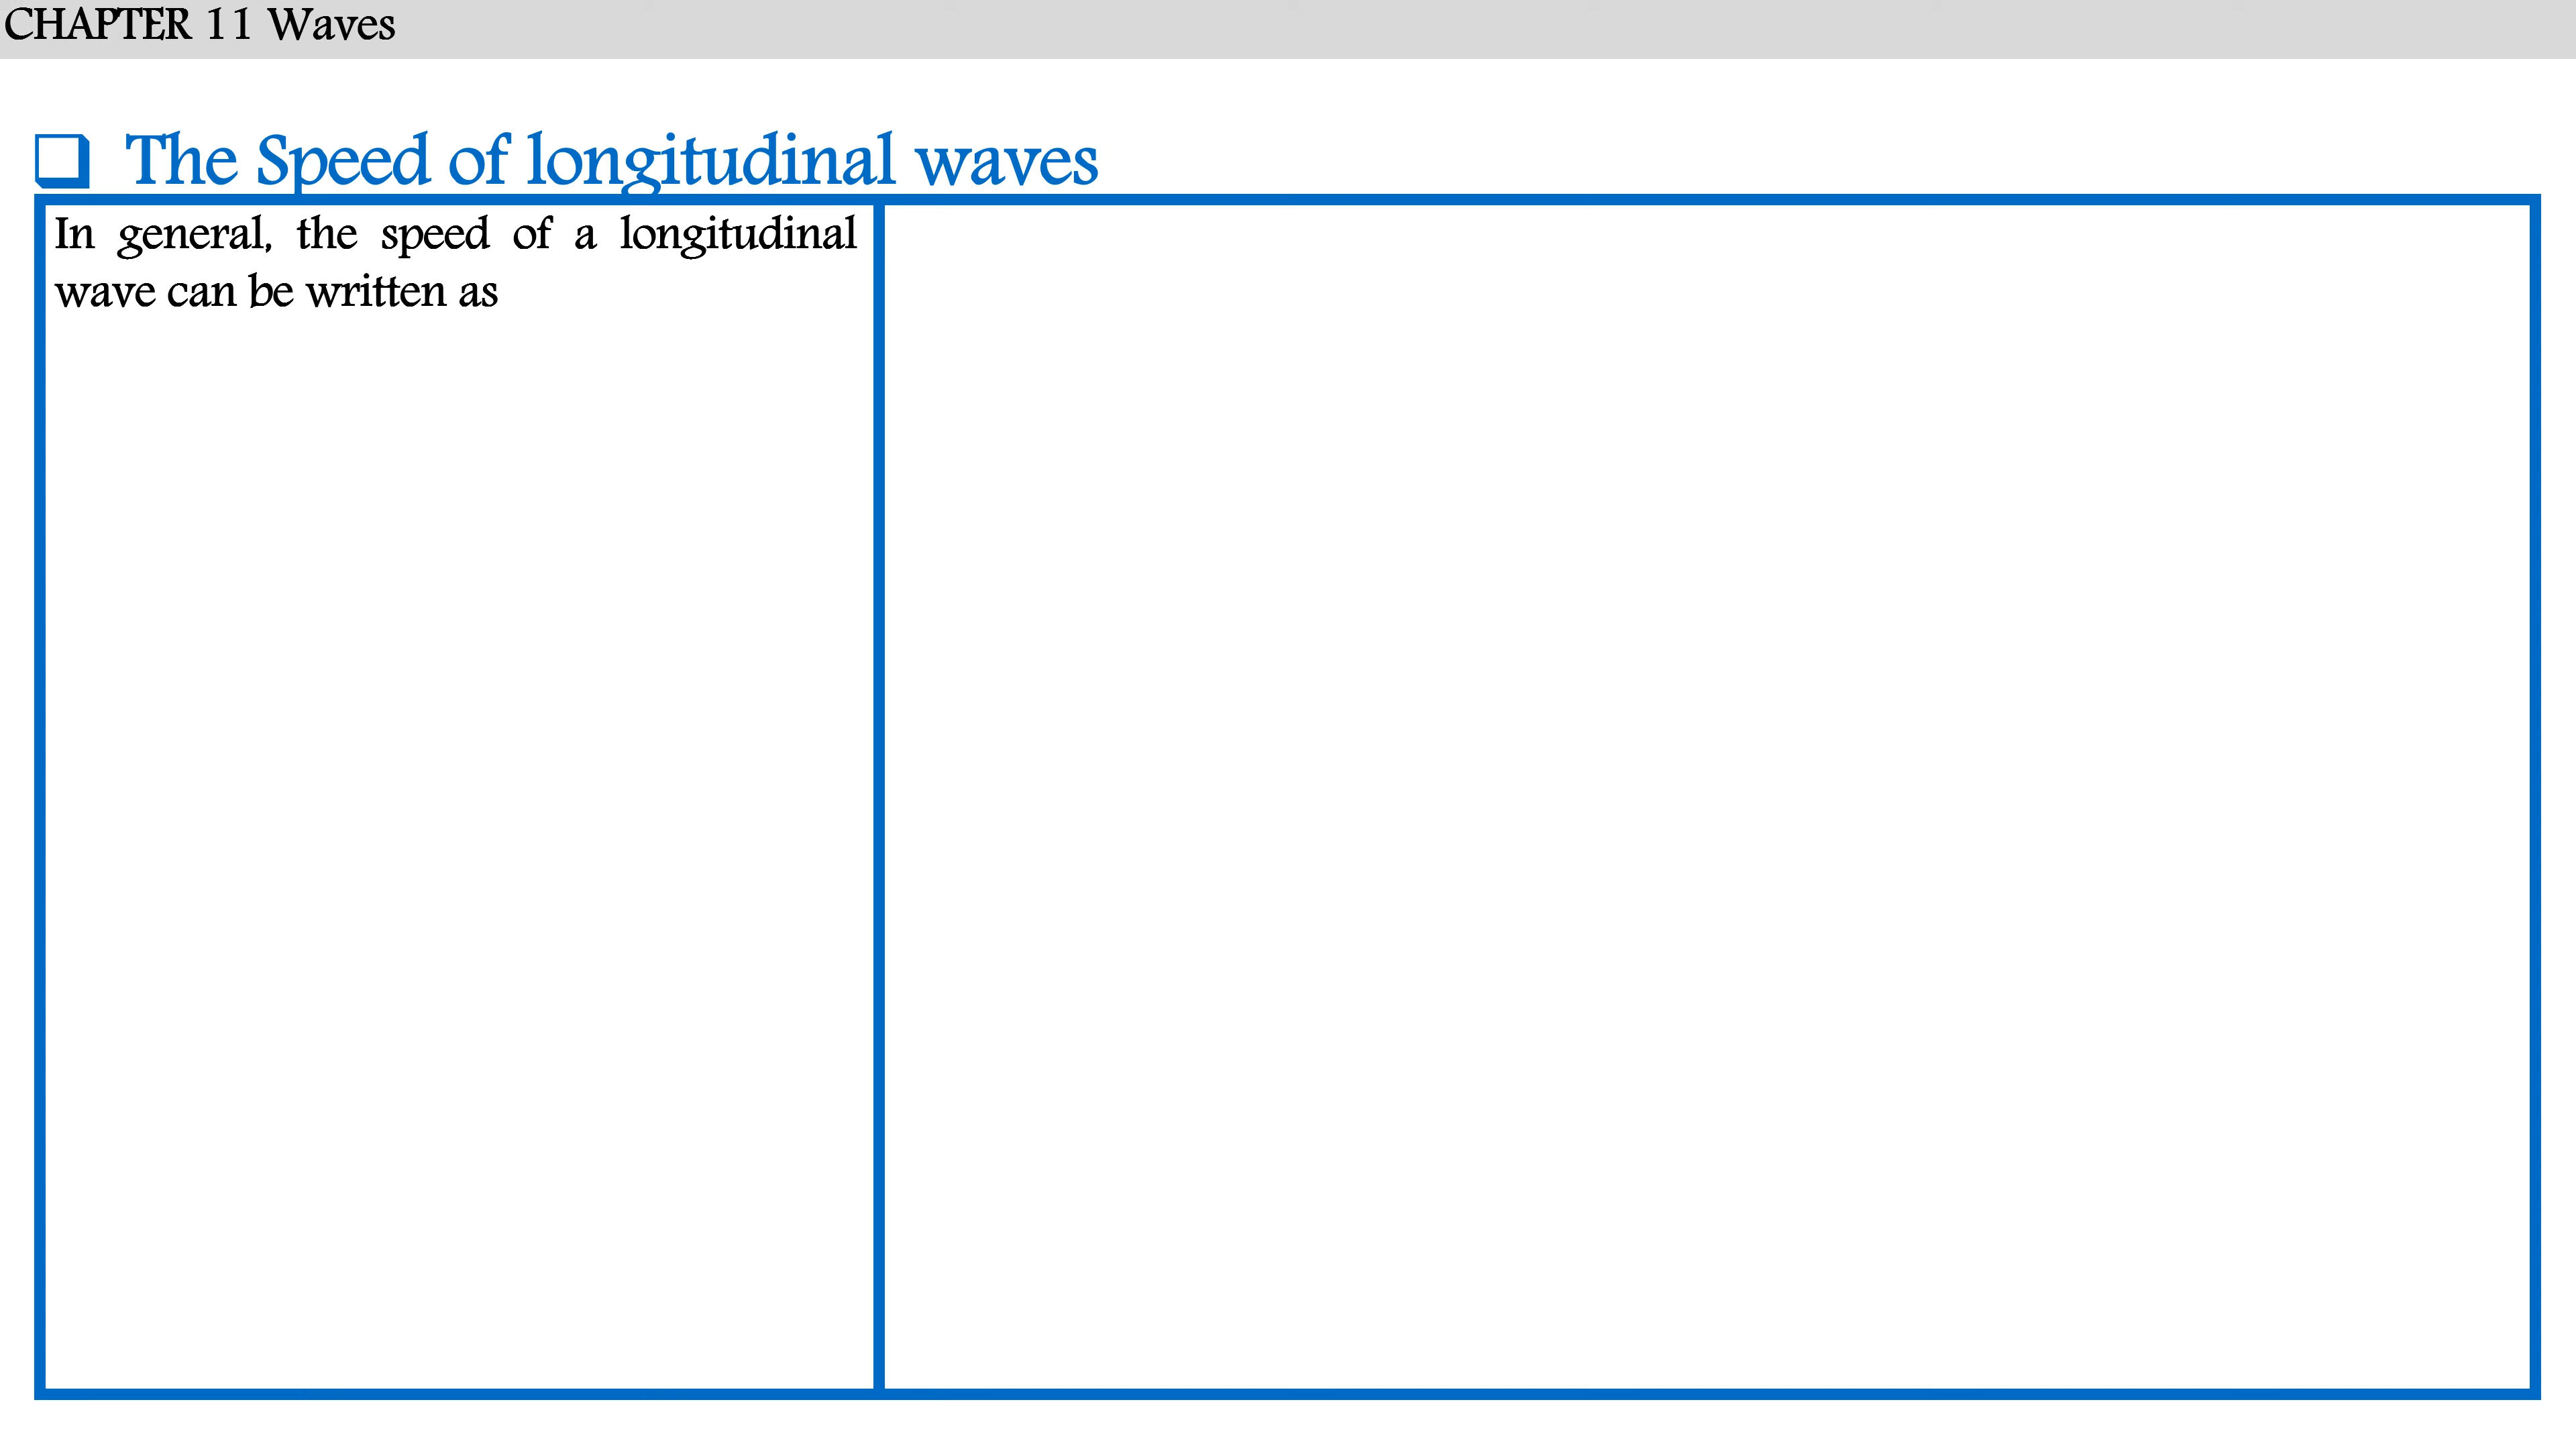 CHAPTER 11 Waves
The Speed of longitudinal waves
In general, the speed of a longitudinal
wave can be written as